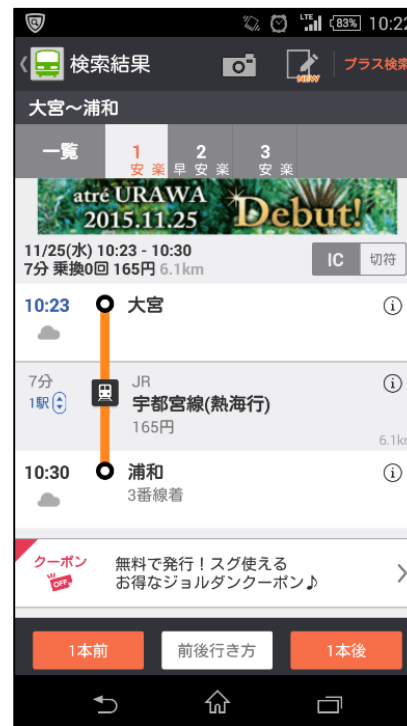 LTE 83% 10:22
検索結果 NEW プラス検索
大宮～浦和
一覧 1 2 3
安 楽 早 安 楽 安 楽
atré URAWA
2015.11.25 Debut!
11/25(水) 10:23 - 10:30
7分 乗換0回 165円 6.1km
IC 切符
10:23 大宮
7分 JR
1駅 宇都宮線(熱海行)
165円
6.1km
10:30 浦和
3番線着
クーポン 無料で発行！スグ使える
OFF お得なジョルダンクーポン♪
1本前 前後行き方 1本後